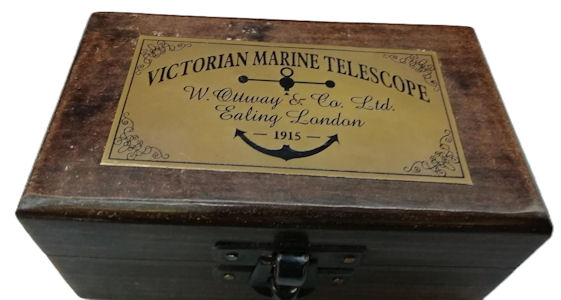 VICTORIAN MARINE TELESCOPE
W. Ottway & Co. Ltd.
Ealing London
— 1915 —